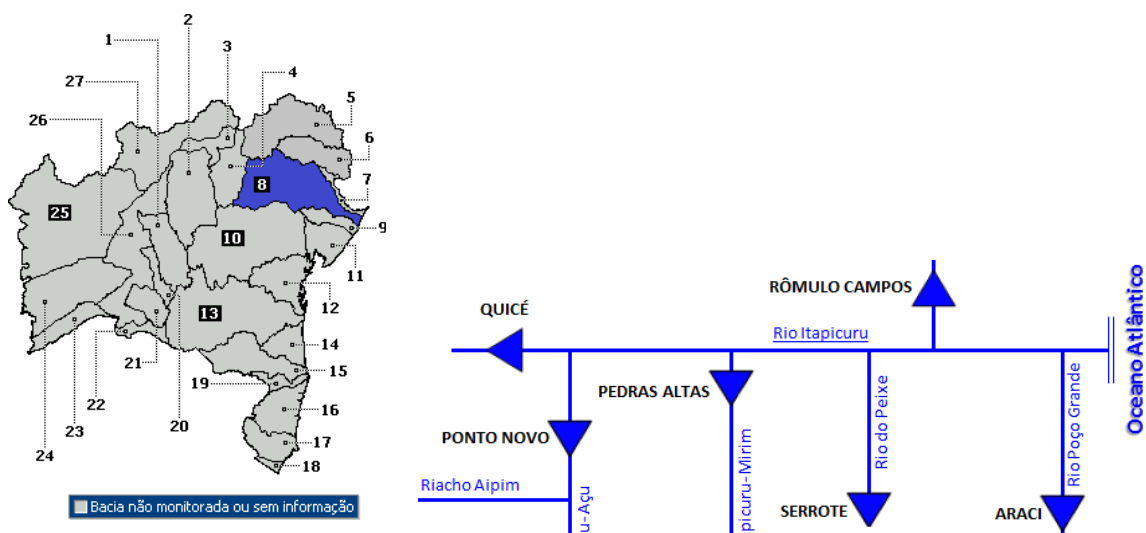 1
2
3
4
5
6
7
8
9
10
11
12
13
14
15
16
17
18
19
20
21
22
23
24
25
26
27
Bacia não monitorada ou sem informação
QUICÉ
RÔMULO CAMPOS
Rio Itapicuru
PEDRAS ALTAS
PONTO NOVO
Riacho Aipim
u-Açu
picuru-Mirim
Rio do Peixe
SERROTE
Rio Poço Grande
ARACI
Oceano Atlântico